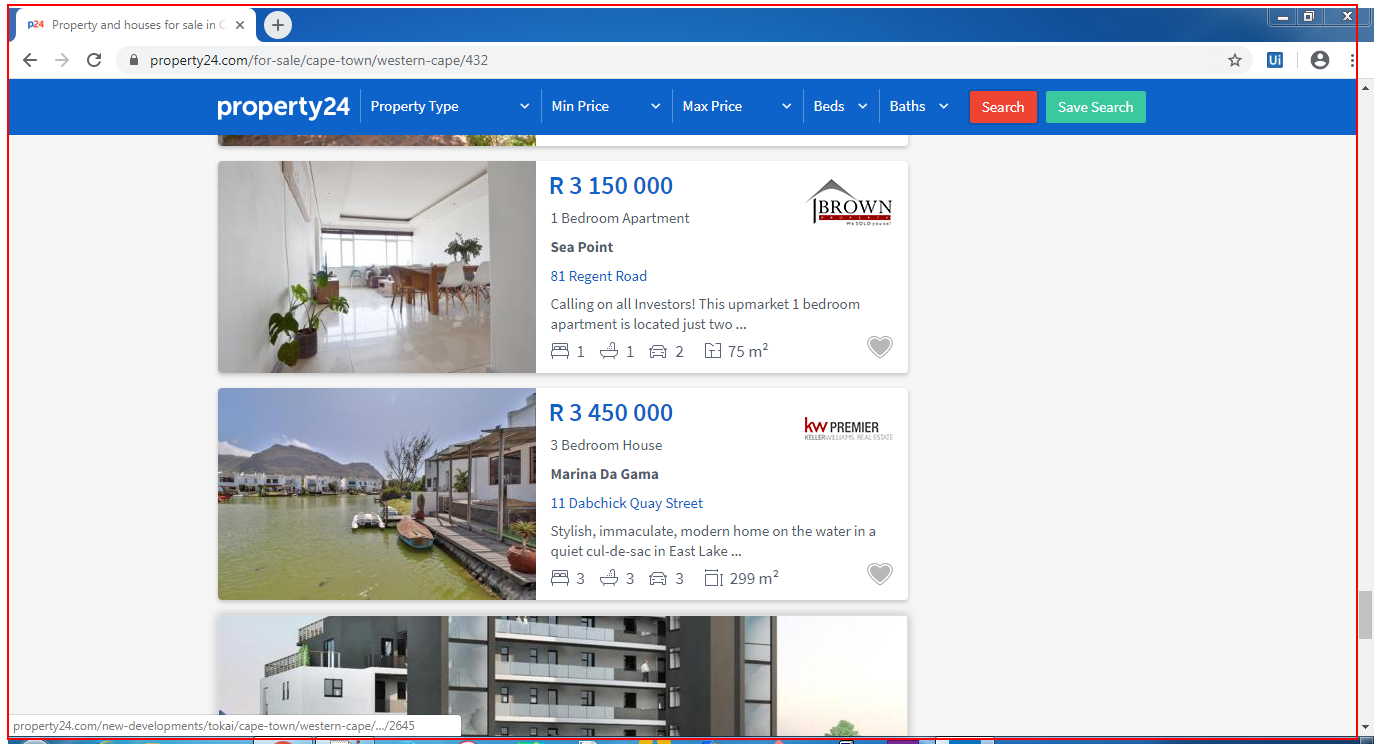 p24 Property and houses for sale in C
property24.com/for-sale/cape-town/western-cape/432
Ui
property24 Property Type Min Price Max Price Beds Baths Search Save Search
R 3 150 000
1 Bedroom Apartment
Sea Point
81 Regent Road
Calling on all Investors! This upmarket 1 bedroom
apartment is located just two ...
1 1 2 75 m²
BROWN
PROPERTY
We SOLD you so!
R 3 450 000
3 Bedroom House
Marina Da Gama
11 Dabchick Quay Street
Stylish, immaculate, modern home on the water in a
quiet cul-de-sac in East Lake ...
3 3 3 299 m²
kw PREMIER
KELLERWILLIAMS. REAL ESTATE
property24.com/new-developments/tokai/cape-town/western-cape/.../2645